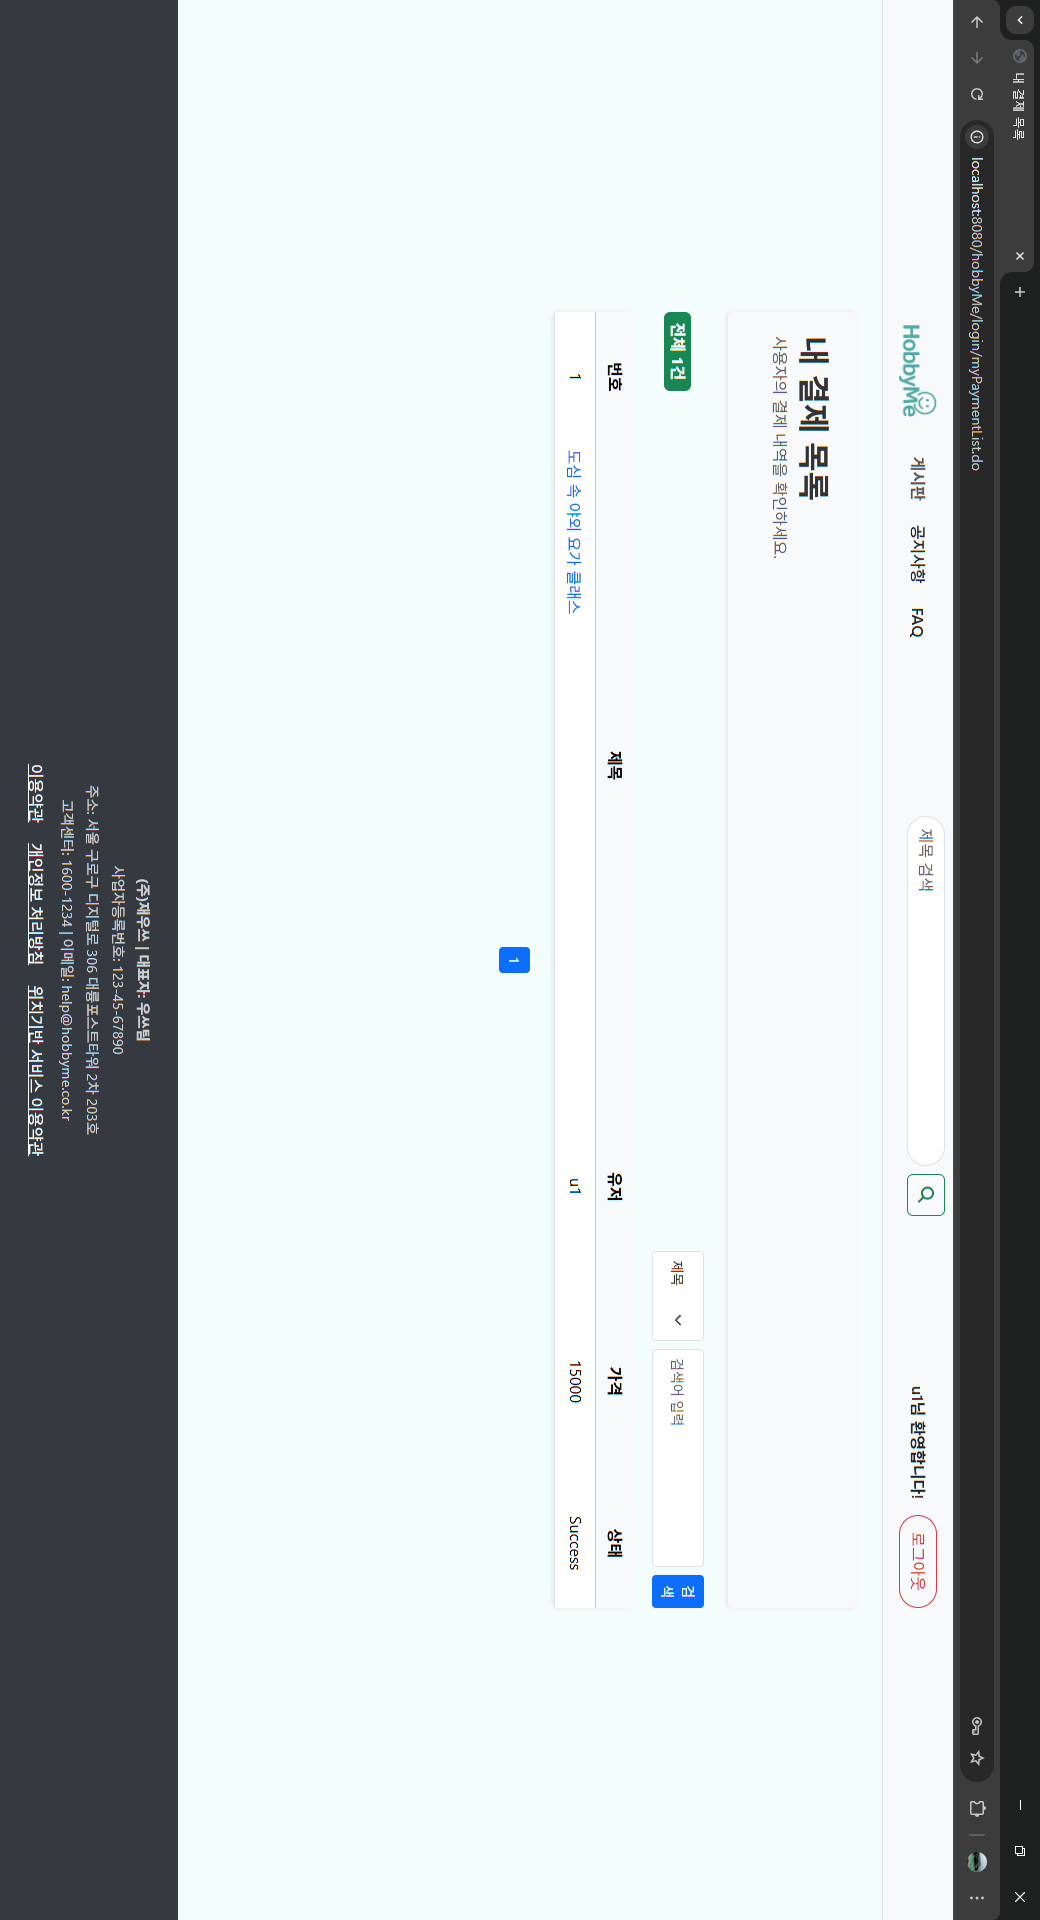 내 결제 목록
localhost:8080/hobbyMe/login/myPaymentList.do
HobbyMe
게시판 공지사항 FAQ
제목 검색
u1님 환영합니다!
로그아웃
내 결제 목록
사용자의 결제 내역을 확인하세요.
전체 1건
제목
검색어 입력
검색
번호 제목 유저 가격 상태
1 도심 속 야외 요가 클래스 u1 15000 Success
1
(주)재우쓰 | 대표자: 우쓰팀
사업자등록번호: 123-45-67890
주소: 서울 구로구 디지털로 306 대륭포스트타워 2차 203호
고객센터: 1600-1234 | 이메일: help@hobbyme.co.kr
이용약관 개인정보 처리방침 위치기반 서비스 이용약관